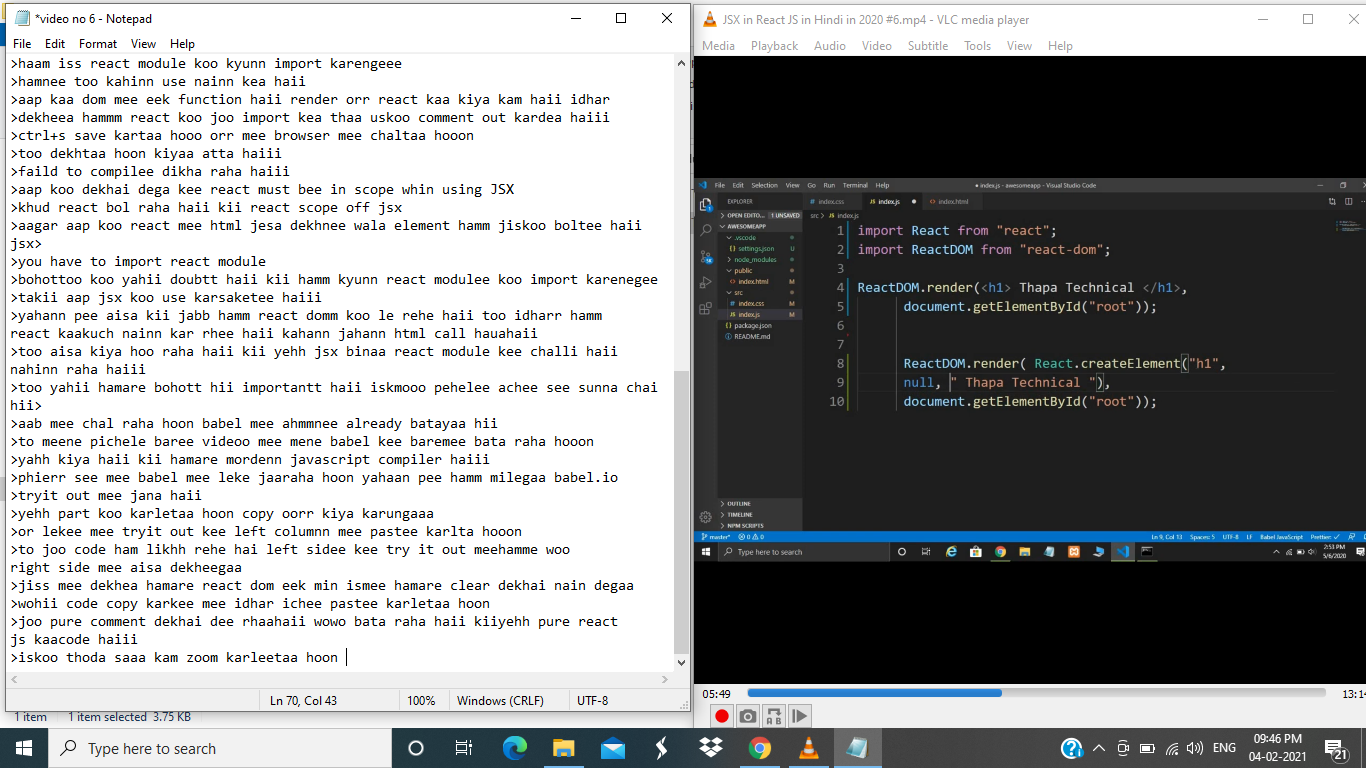 *video no 6 - Notepad
File Edit Format View Help
>haam iss react module koo kyunn import karengeee
>hamnee too kahinn use nainn kea haii
>aap kaa dom mee eek function haii render orr react kaa kiya kam haii idhar
>dekheea hammm react koo joo import kea thaa uskoo comment out kardea haiii
>ctrl+s save kartaa hooo orr mee browser mee chaltaa hooon
>too dekhtaa hoon kiyaa atta haiii
>faild to compilee dikha raha haiii
>aap koo dekhai dega kee react must bee in scope whin using JSX
>khud react bol raha haii kii react scope off jsx
>aagar aap koo react mee html jesa dekhnee wala element hamm jiskoo boltee haii
jsx>
>you have to import react module
>bohottoo koo yahii doubtt haii kii hamm kyunn react modulee koo import karenegee
>takii aap jsx koo use karsaketee haiii
>yahann pee aisa kii jabb hamm react domm koo le rehe haii too idharr hamm
react kaakuch nainn kar rhee haii kahann jahann html call hauahaii
>too aisa kiya hoo raha haii kii yehh jsx binaa react module kee challi haii
nahinn raha haiii
>too yahii hamare bohott hii importantt haii iskmooo pehelee achee see sunna chai
hii>
>aab mee chal raha hoon babel mee ahmmnee already batayaa hii
>to meene pichele baree videoo mee mene babel kee baremee bata raha hooon
>yahh kiya haii kii hamare mordenn javascript compiler haiii
>phierr see mee babel mee leke jaaraha hoon yahaan pee hamm milegaa babel.io
>tryit out mee jana haii
>yehh part koo karletaa hoon copy oorr kiya karungaaa
>or lekee mee tryit out kee left columnn mee pastee karlta hooon
>to joo code ham likhh rehe hai left sidee kee try it out meehamme woo
right side mee aisa dekheegaa
>jiss mee dekhea hamare react dom eek min ismee hamare clear dekhai nain degaa
>wohii code copy karkee mee idhar ichee pastee karletaa hoon
>joo pure comment dekhai dee rhaahaii wowo bata raha haii kiiyehh pure react
js kaacode haiii
>iskoo thoda saaa kam zoom karleetaa hoon
Ln 70, Col 43 100% Windows (CRLF) UTF-8
1 item 1 item selected 3.75 KB
JSX in React JS in Hindi in 2020 #6.mp4 - VLC media player
Media Playback Audio Video Subtitle Tools View Help
File Edit Selection View Go Run Terminal Help
● index.js - awesomeapp - Visual Studio Code
EXPLORER
index.css index.js ● index.html
OPEN EDITO... 1 UNSAVED
src > index.js
AWESOMEAPP
.vscode
settings.json U
node_modules
public
index.html M
src
index.css M
index.js M
package.json
README.md
OUTLINE
TIMELINE
NPM SCRIPTS
1 import React from "react";
2 import ReactDOM from "react-dom";
3
4 ReactDOM.render(<h1> Thapa Technical </h1>,
5 document.getElementById("root"));
6
7
8 ReactDOM.render( React.createElement("h1",
9 null, " Thapa Technical "),
10 document.getElementById("root"));
master* 0 0 Ln 9, Col 13 Spaces: 5 UTF-8 LF Babel JavaScript Prettier: ✓
Type here to search
2:53 PM
5/6/2020
05:49 13:14
A B
Type here to search
ENG
09:46 PM
04-02-2021
21